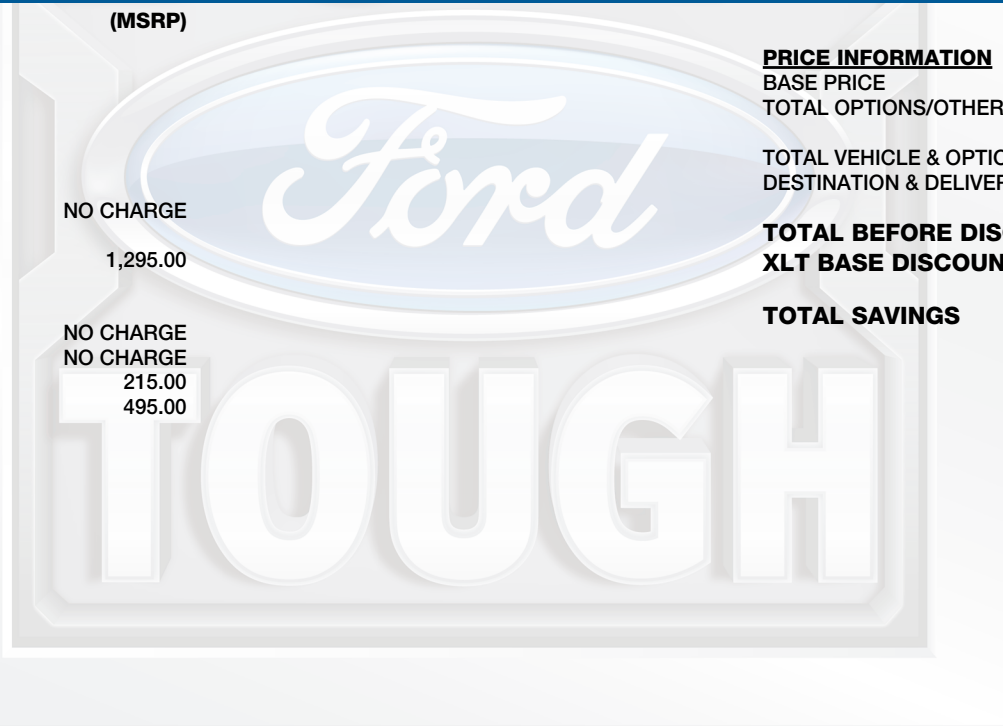 (MSRP)
NO CHARGE
1,295.00
NO CHARGE
NO CHARGE
215.00
495.00
PRICE INFORMATION
BASE PRICE
TOTAL OPTIONS/OTHER
TOTAL VEHICLE & OPTIO
DESTINATION & DELIVER
TOTAL BEFORE DISC
XLT BASE DISCOUN
TOTAL SAVINGS
Ford
TOUGH